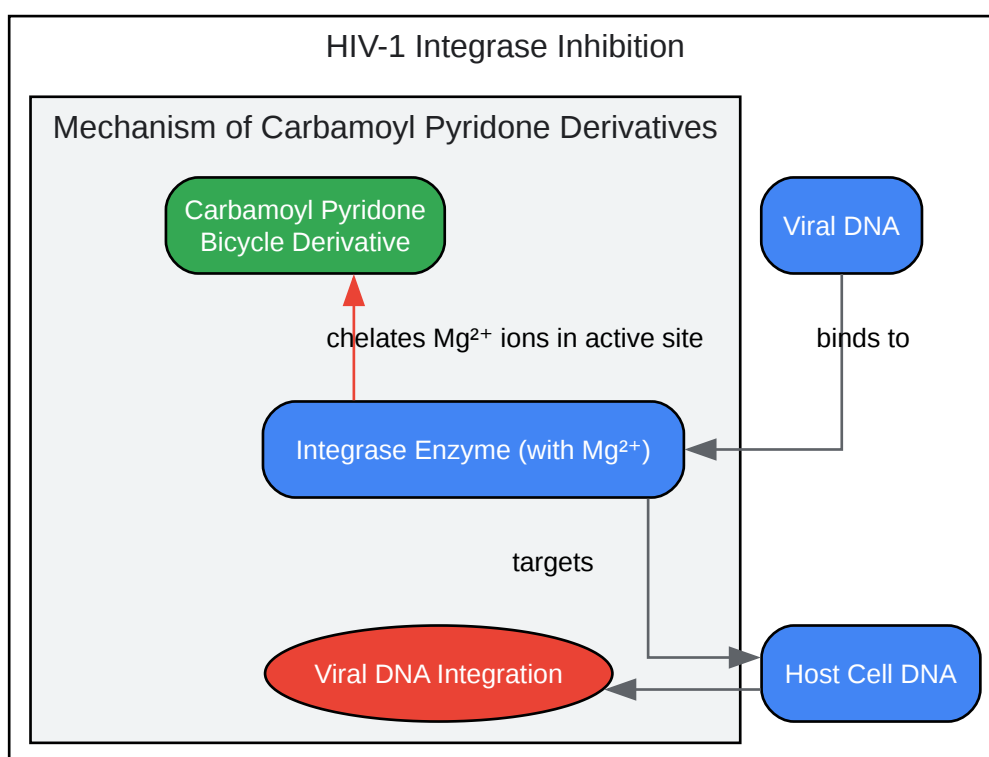 HIV-1 Integrase Inhibition
Mechanism of Carbamoyl Pyridone Derivatives
Carbamoyl Pyridone
Bicycle Derivative
Viral DNA
chelates Mg²⁺ ions in active site
binds to
Integrase Enzyme (with Mg²⁺)
targets
Viral DNA Integration
Host Cell DNA